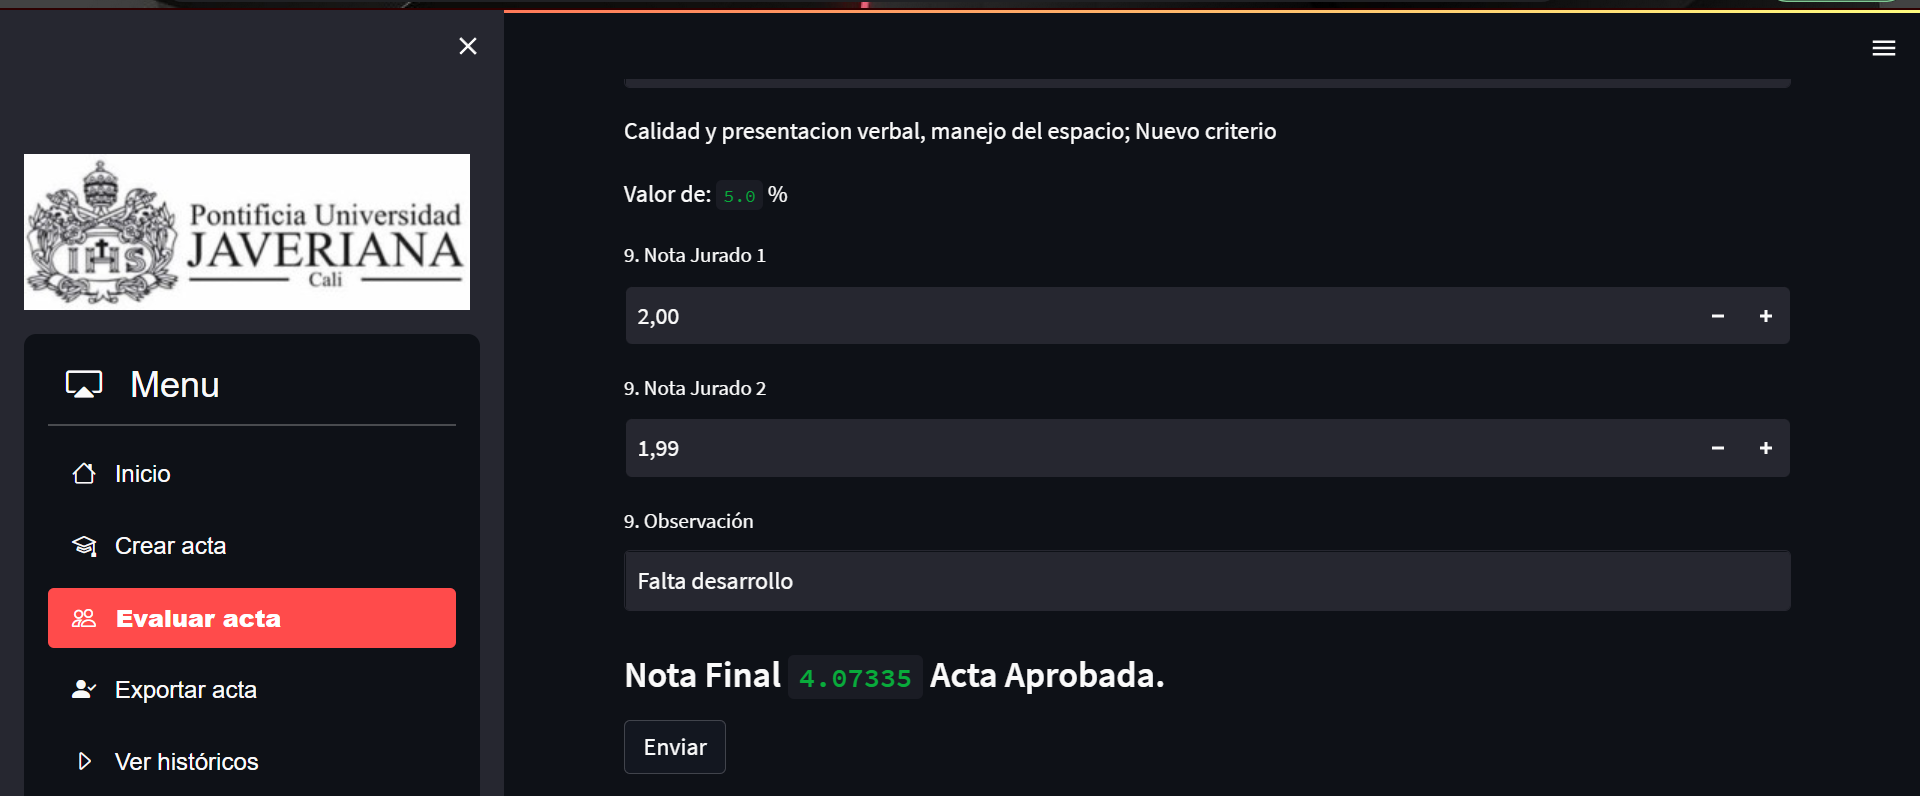 Pontificia Universidad
JAVERIANA
Cali
IHS
Menu
Inicio
Crear acta
Evaluar acta
Exportar acta
Ver históricos
Calidad y presentacion verbal, manejo del espacio; Nuevo criterio
Valor de: 5.0 %
9. Nota Jurado 1
2,00
9. Nota Jurado 2
1,99
9. Observación
Falta desarrollo
Nota Final 4.07335 Acta Aprobada.
Enviar